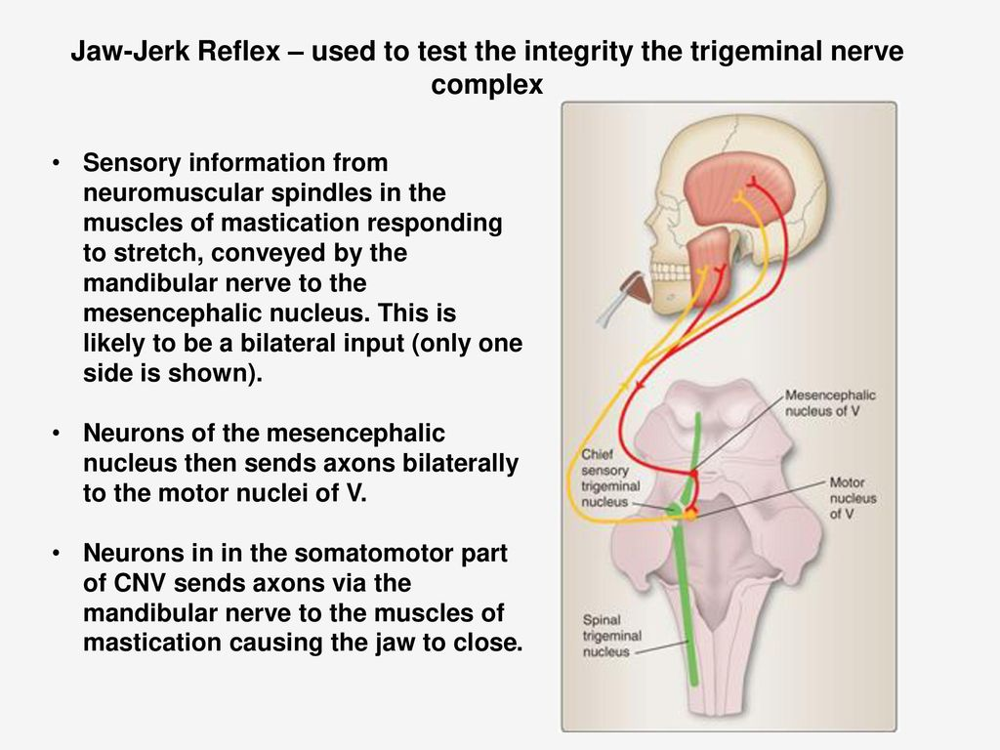 Jaw-Jerk Reflex – used to test the integrity the trigeminal nerve
complex
• Sensory information from
neuromuscular spindles in the
muscles of mastication responding
to stretch, conveyed by the
mandibular nerve to the
mesencephalic nucleus. This is
likely to be a bilateral input (only one
side is shown).
• Neurons of the mesencephalic
nucleus then sends axons bilaterally
to the motor nuclei of V.
• Neurons in in the somatomotor part
of CNV sends axons via the
mandibular nerve to the muscles of
mastication causing the jaw to close.
Mesencephalic
nucleus of V
Chief
sensory
trigeminal
nucleus
Motor
nucleus
of V
Spinal
trigeminal
nucleus